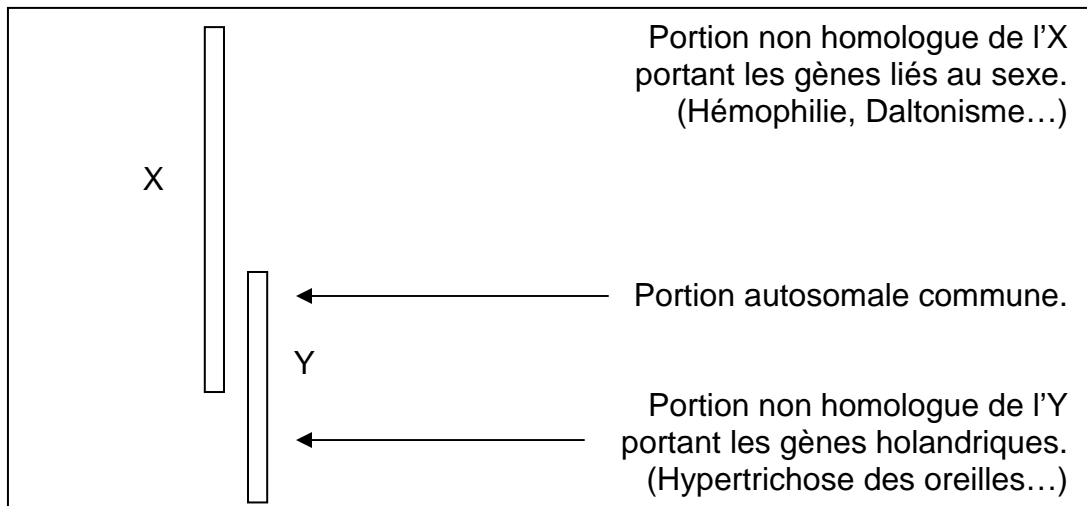 Portion non homologue de l’X
portant les gènes liés au sexe.
(Hémophilie, Daltonisme…)
X
Portion autosomale commune.
Y
Portion non homologue de l’Y
portant les gènes holandriques.
(Hypertrichose des oreilles…)